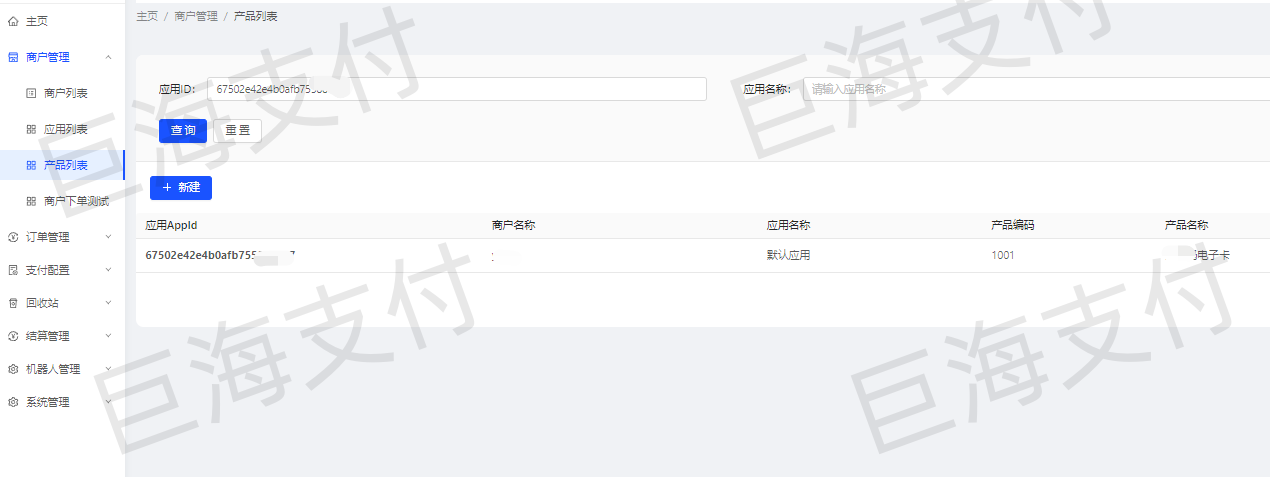 主页
商户管理
商户列表
应用列表
产品列表
商户下单测试
订单管理
支付配置
回收站
结算管理
机器人管理
系统管理
主页 / 商户管理 / 产品列表
应用ID:
67502e42e4b0afb75
应用名称:
请输入应用名称
查 询
重 置
+ 新建
应用AppId 商户名称 应用名称 产品编码 产品名称
67502e42e4b0afb755 默认应用 1001 电子卡
巨海支付
巨海支付
巨海支付
巨海支付